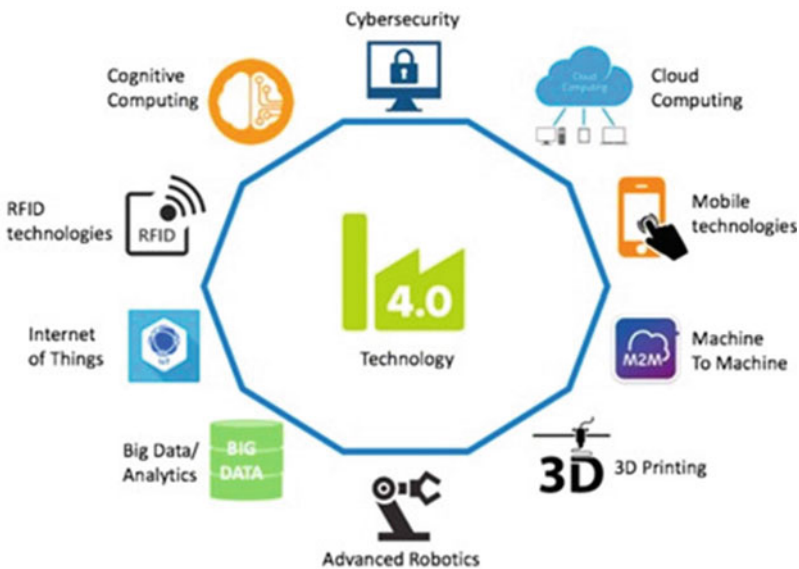 Cybersecurity
Cognitive
Computing
Cloud Computing
Cloud
Computing
RFID
technologies
RFID
Mobile
technologies
4.0
Technology
Internet
of Things
IoT
M2M
Machine
To Machine
Big Data/
Analytics
BIG
DATA
3D
3D Printing
Advanced Robotics